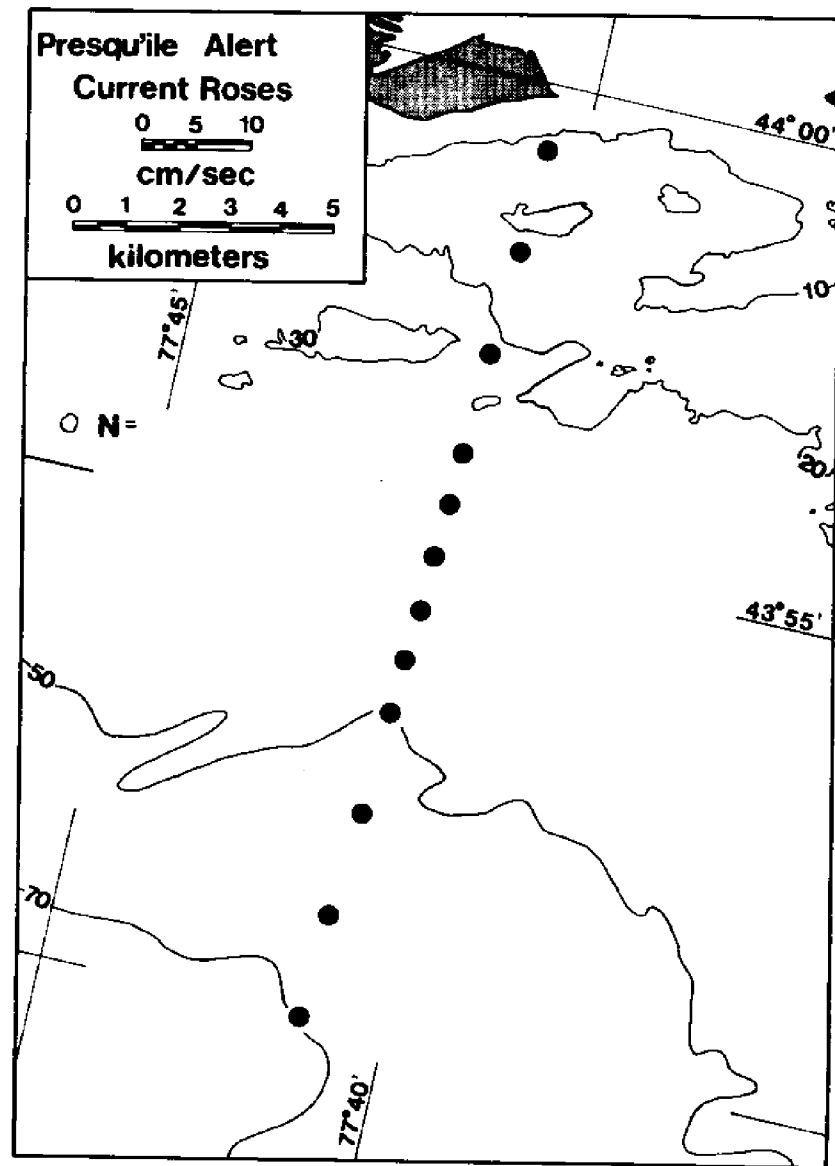 Presqu'ile Alert
Current Roses
0 5 10
cm/sec
0 1 2 3 4 5
kilometers
44°00'
10
77°45'
30
N=
20
43°55'
50
70
77°40'